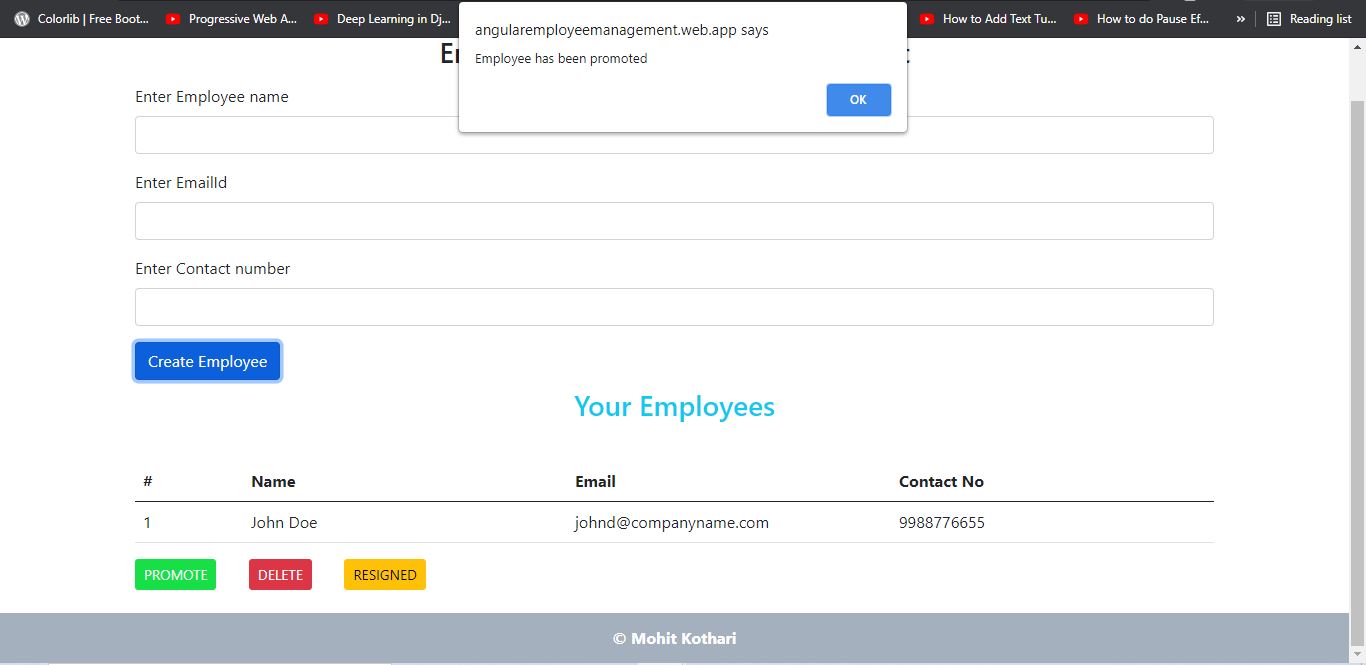 Colorlib | Free Boot... Progressive Web A... Deep Learning in Dj... How to Add Text Tu... How to do Pause Ef... » Reading list
angularemployeemanagement.web.app says
Employee has been promoted
OK
Enter Employee name
Enter EmailId
Enter Contact number
Create Employee
Your Employees
# Name Email Contact No
1 John Doe johnd@companyname.com 9988776655
PROMOTE DELETE RESIGNED
© Mohit Kothari